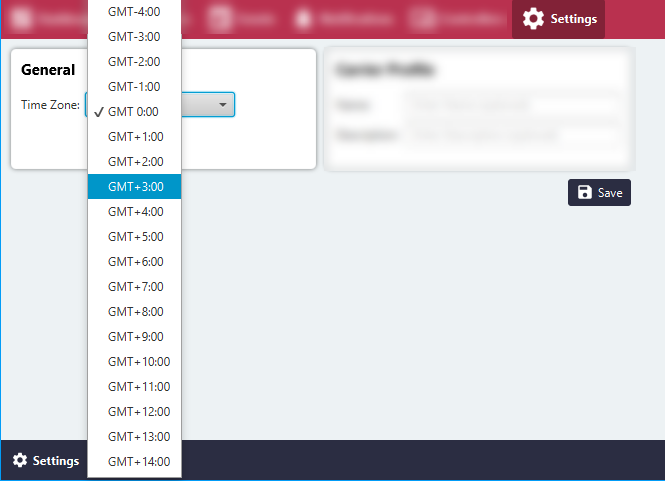 Settings
General
Time Zone:
GMT-4:00
GMT-3:00
GMT-2:00
GMT-1:00
✓ GMT 0:00
GMT+1:00
GMT+2:00
GMT+3:00
GMT+4:00
GMT+5:00
GMT+6:00
GMT+7:00
GMT+8:00
GMT+9:00
GMT+10:00
GMT+11:00
GMT+12:00
GMT+13:00
GMT+14:00
Save
Settings